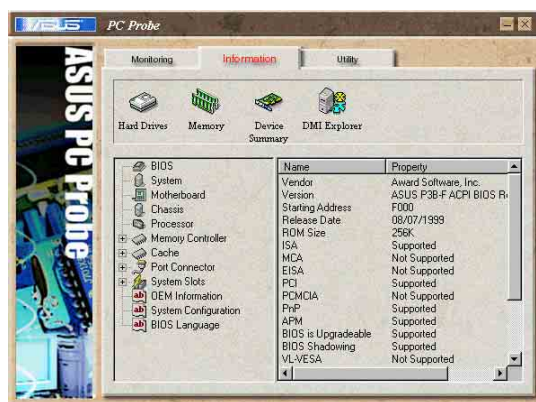 ASUS PC Probe
ASUS PC Probe
Monitoring Information Utility
Hard Drives Memory Device Summary DMI Explorer
BIOS
System
Motherboard
Chassis
Processor
Memory Controller
Cache
Port Connector
System Slots
OEM Information
System Configuration
BIOS Language
Name Property
Vendor Award Software, Inc.
Version ASUS P3B-F ACPI BIOS R
Starting Address F000
Release Date 08/07/1999
ROM Size 256K
ISA Supported
MCA Not Supported
EISA Not Supported
PCI Supported
PCMCIA Not Supported
PnP Supported
APM Supported
BIOS is Upgradeable Supported
BIOS Shadowing Supported
VL-VESA Not Supported